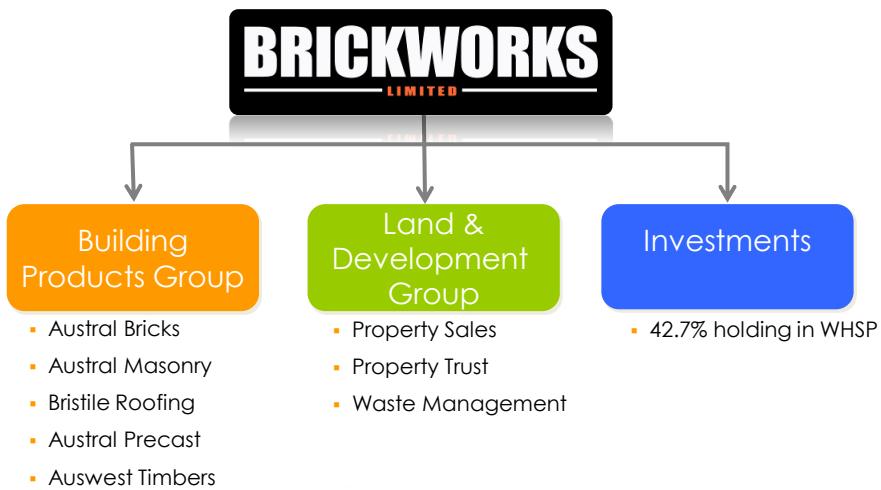 BRICKWORKS
LIMITED
Building
Products Group
Land &
Development
Group
Investments
▪ Austral Bricks
▪ Austral Masonry
▪ Bristile Roofing
▪ Austral Precast
▪ Auswest Timbers
▪ Property Sales
▪ Property Trust
▪ Waste Management
▪ 42.7% holding in WHSP